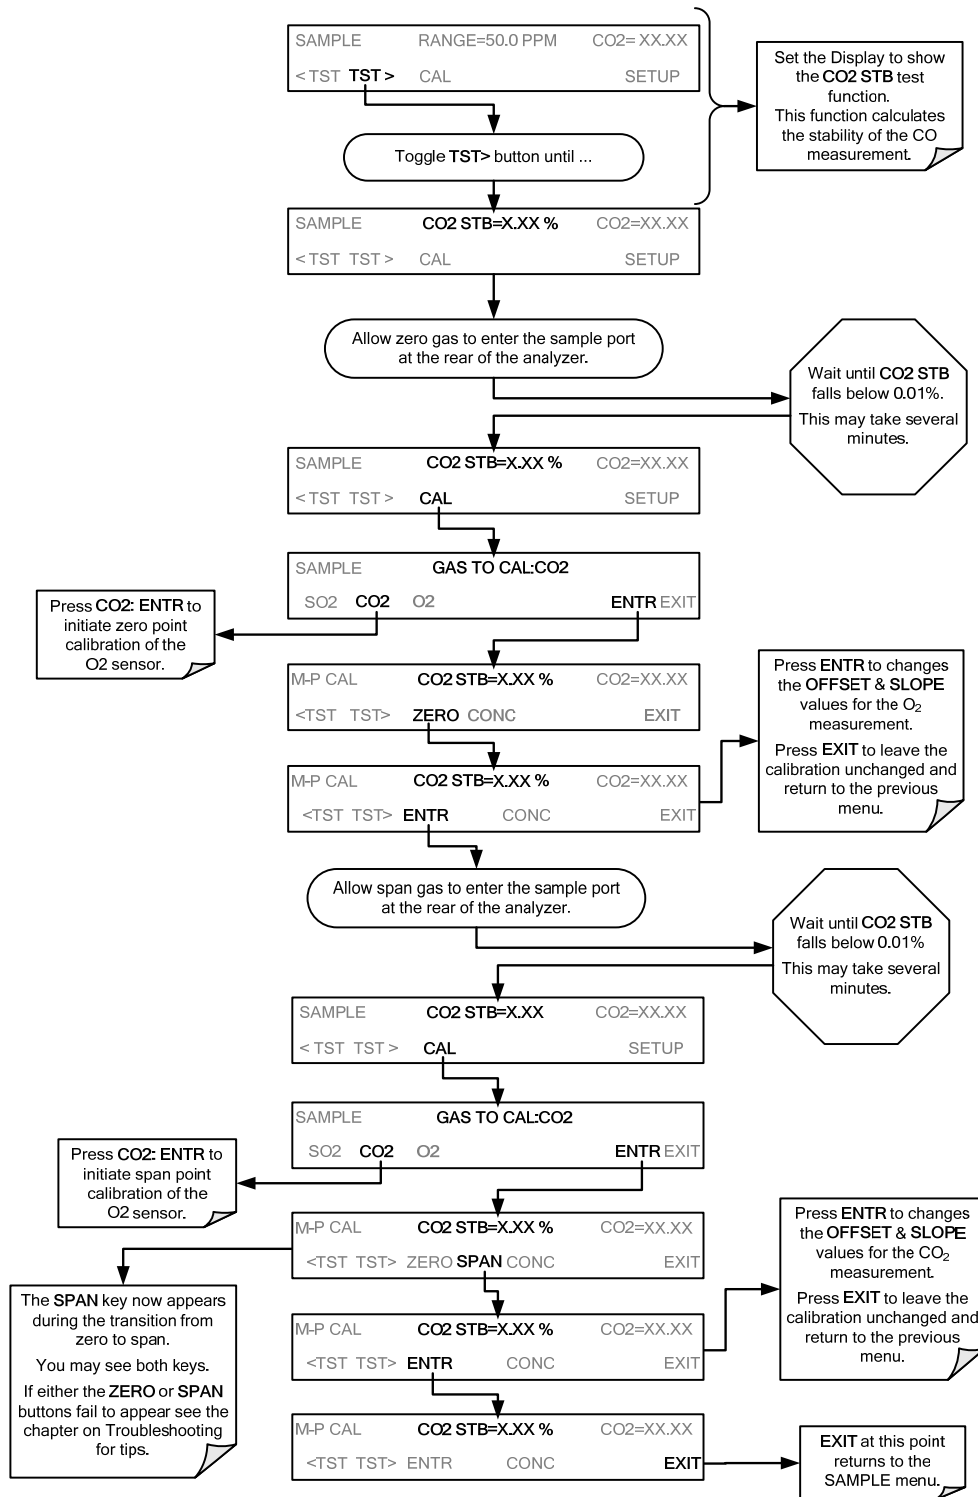 SAMPLE RANGE=50.0 PPM CO2= XX.XX
< TST TST > CAL SETUP
Set the Display to show
the CO2 STB test
function.
This function calculates
the stability of the CO
measurement.
Toggle TST> button until ...
SAMPLE CO2 STB=X.XX % CO2=XX.XX
< TST TST > CAL SETUP
Allow zero gas to enter the sample port
at the rear of the analyzer.
Wait until CO2 STB
falls below 0.01%.
This may take several
minutes.
SAMPLE CO2 STB=X.XX % CO2=XX.XX
< TST TST > CAL SETUP
SAMPLE GAS TO CAL:CO2
SO2 CO2 O2 ENTR EXIT
Press CO2: ENTR to
initiate zero point
calibration of the
O2 sensor.
M-P CAL CO2 STB=X.XX % CO2=XX.XX
<TST TST> ZERO CONC EXIT
Press ENTR to changes
the OFFSET & SLOPE
values for the O₂
measurement.
Press EXIT to leave the
calibration unchanged and
return to the previous
menu.
M-P CAL CO2 STB=X.XX % CO2=XX.XX
<TST TST> ENTR CONC EXIT
Allow span gas to enter the sample port
at the rear of the analyzer.
Wait until CO2 STB
falls below 0.01%
This may take several
minutes.
SAMPLE CO2 STB=X.XX CO2=XX.XX
< TST TST > CAL SETUP
SAMPLE GAS TO CAL:CO2
SO2 CO2 O2 ENTR EXIT
Press CO2: ENTR to
initiate span point
calibration of the
O2 sensor.
M-P CAL CO2 STB=X.XX % CO2=XX.XX
<TST TST> ZERO SPAN CONC EXIT
Press ENTR to changes
the OFFSET & SLOPE
values for the CO₂
measurement.
Press EXIT to leave the
calibration unchanged and
return to the previous
menu.
The SPAN key now appears
during the transition from
zero to span.
You may see both keys.
If either the ZERO or SPAN
buttons fail to appear see the
chapter on Troubleshooting
for tips.
M-P CAL CO2 STB=X.XX % CO2=XX.XX
<TST TST> ENTR CONC EXIT
M-P CAL CO2 STB=X.XX % CO2=XX.XX
<TST TST> ENTR CONC EXIT
EXIT at this point
returns to the
SAMPLE menu.